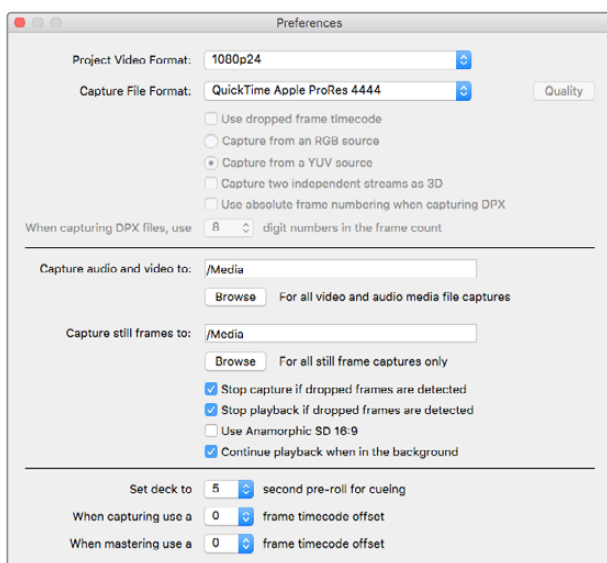 Preferences
Project Video Format: 1080p24
Capture File Format: QuickTime Apple ProRes 4444 Quality
Use dropped frame timecode
Capture from an RGB source
Capture from a YUV source
Capture two independent streams as 3D
Use absolute frame numbering when capturing DPX
When capturing DPX files, use 8 digit numbers in the frame count
Capture audio and video to: /Media
Browse For all video and audio media file captures
Capture still frames to: /Media
Browse For all still frame captures only
Stop capture if dropped frames are detected
Stop playback if dropped frames are detected
Use Anamorphic SD 16:9
Continue playback when in the background
Set deck to 5 second pre-roll for cueing
When capturing use a 0 frame timecode offset
When mastering use a 0 frame timecode offset